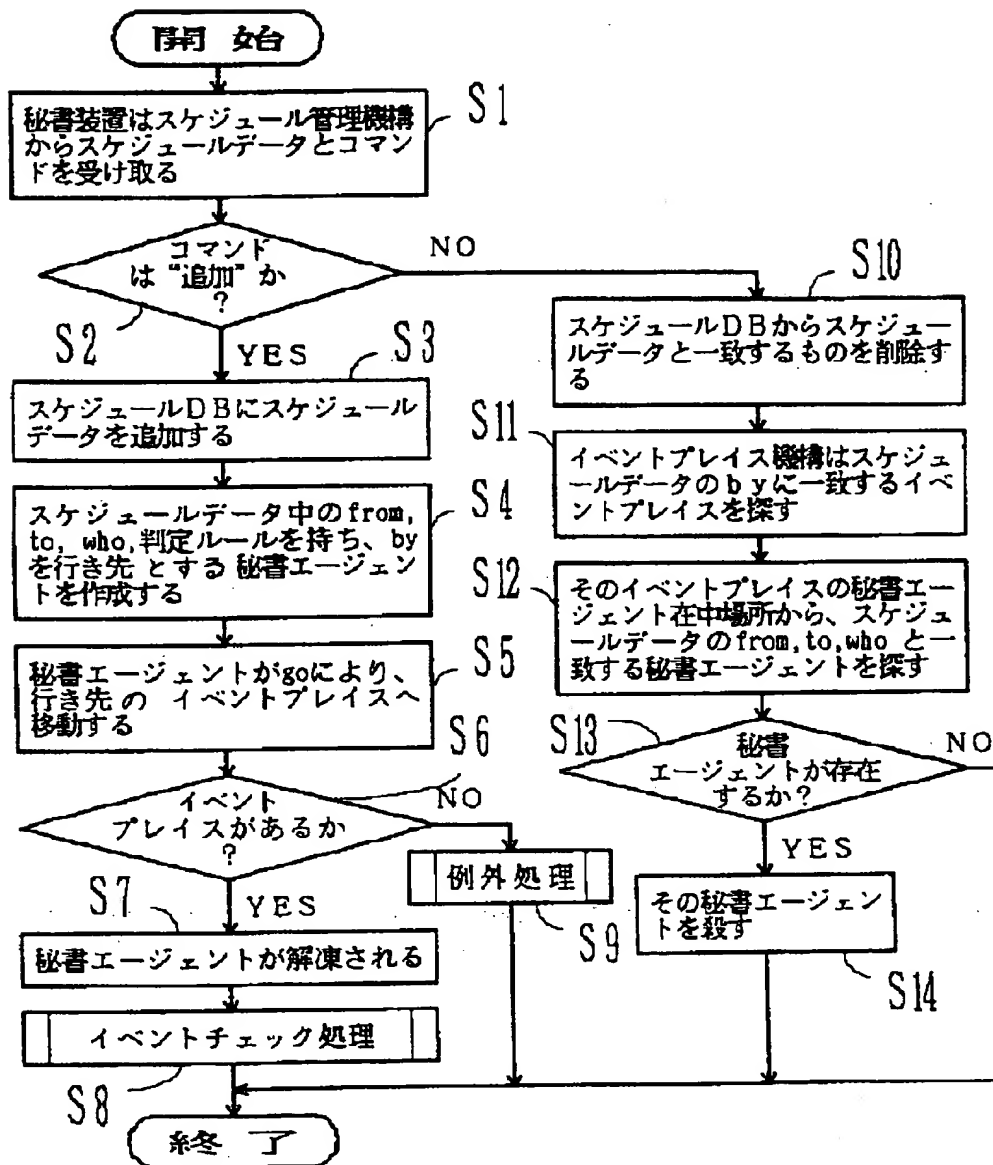 開 始
S1
秘書装置はスケジュール管理機構
からスケジュールデータとコマン
ドを受け取る
コマンド
は“追加”か
?
NO
S2
YES
S3
スケジュールDBにスケジュール
データを追加する
S4
スケジュールデータ中のfrom,
to, who,判定ルールを持ち、by
を行き先とする秘書エージェン
トを作成する
S5
秘書エージェントがgoにより、
行き先の イベントプレイスへ
移動する
S6
イベント
プレイスがあるか
?
NO
S7
YES
秘書エージェントが解凍される
イベントチェック処理
S8
例外処理
S9
終 了
S10
スケジュールDBからスケジュー
ルデータと一致するものを削除す
る
S11
イベントプレイス機構はスケジュ
ールデータのbyに一致するイベ
ントプレイスを探す
S12
そのイベントプレイスの秘書エー
ジェント在中場所から、スケジュ
ールデータのfrom,to,whoと一
致する秘書エージェントを探す
S13
秘書
エージェントが存在
するか?
NO
YES
その秘書エージェン
トを殺す
S14